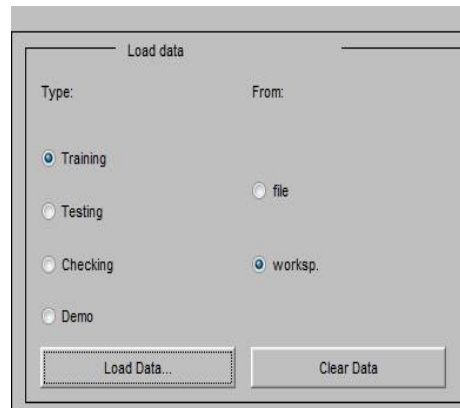 Load data
Type:
From:
Training
file
Testing
Checking
worksp.
Demo
Load Data...
Clear Data